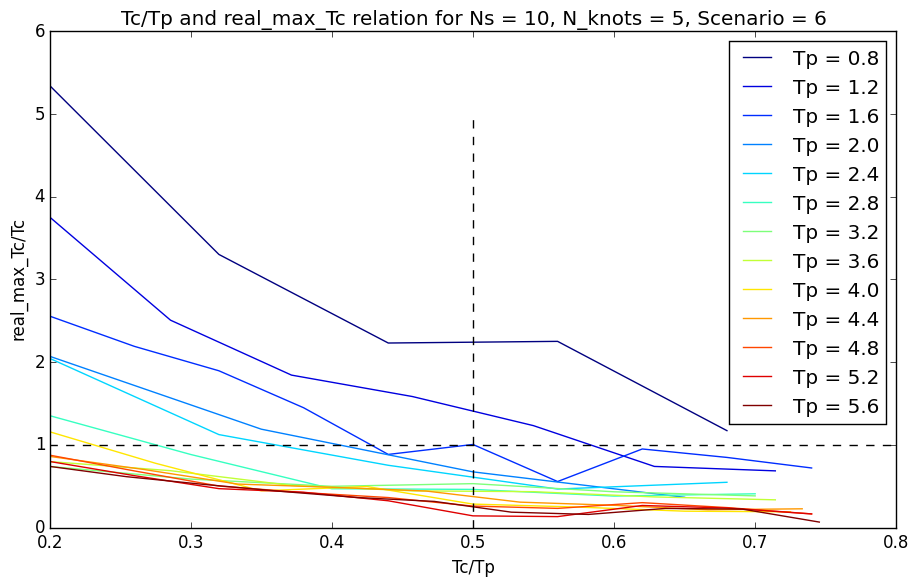 Tc/Tp and real_max_Tc relation for Ns = 10, N_knots = 5, Scenario = 6
6
5
4
3
2
1
0
real_max_Tc/Tc
0.2 0.3 0.4 0.5 0.6 0.7 0.8
Tc/Tp
Tp = 0.8
Tp = 1.2
Tp = 1.6
Tp = 2.0
Tp = 2.4
Tp = 2.8
Tp = 3.2
Tp = 3.6
Tp = 4.0
Tp = 4.4
Tp = 4.8
Tp = 5.2
Tp = 5.6